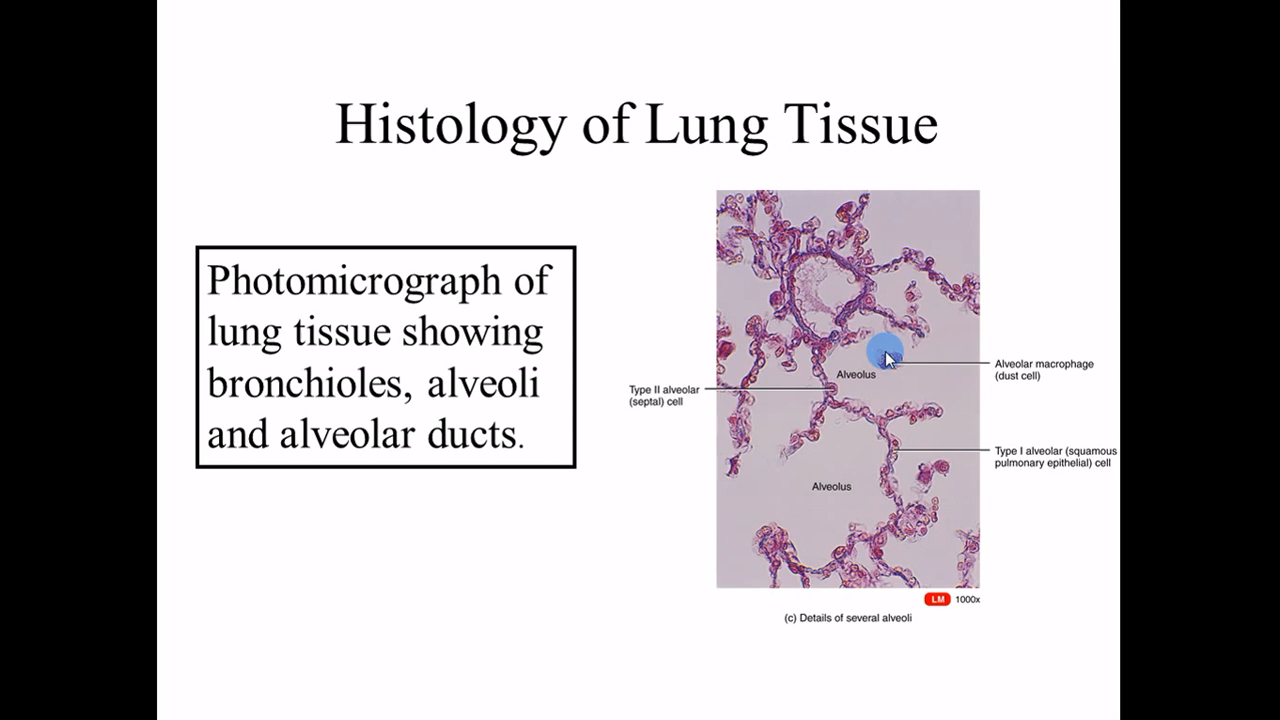 Histology of Lung Tissue
Photomicrograph of
lung tissue showing
bronchioles, alveoli
and alveolar ducts.
Alveolar macrophage
(dust cell)
Alveolus
Type II alveolar
(septal) cell
Type I alveolar (squamous
pulmonary epithelial) cell
Alveolus
LM 1000x
(c) Details of several alveoli